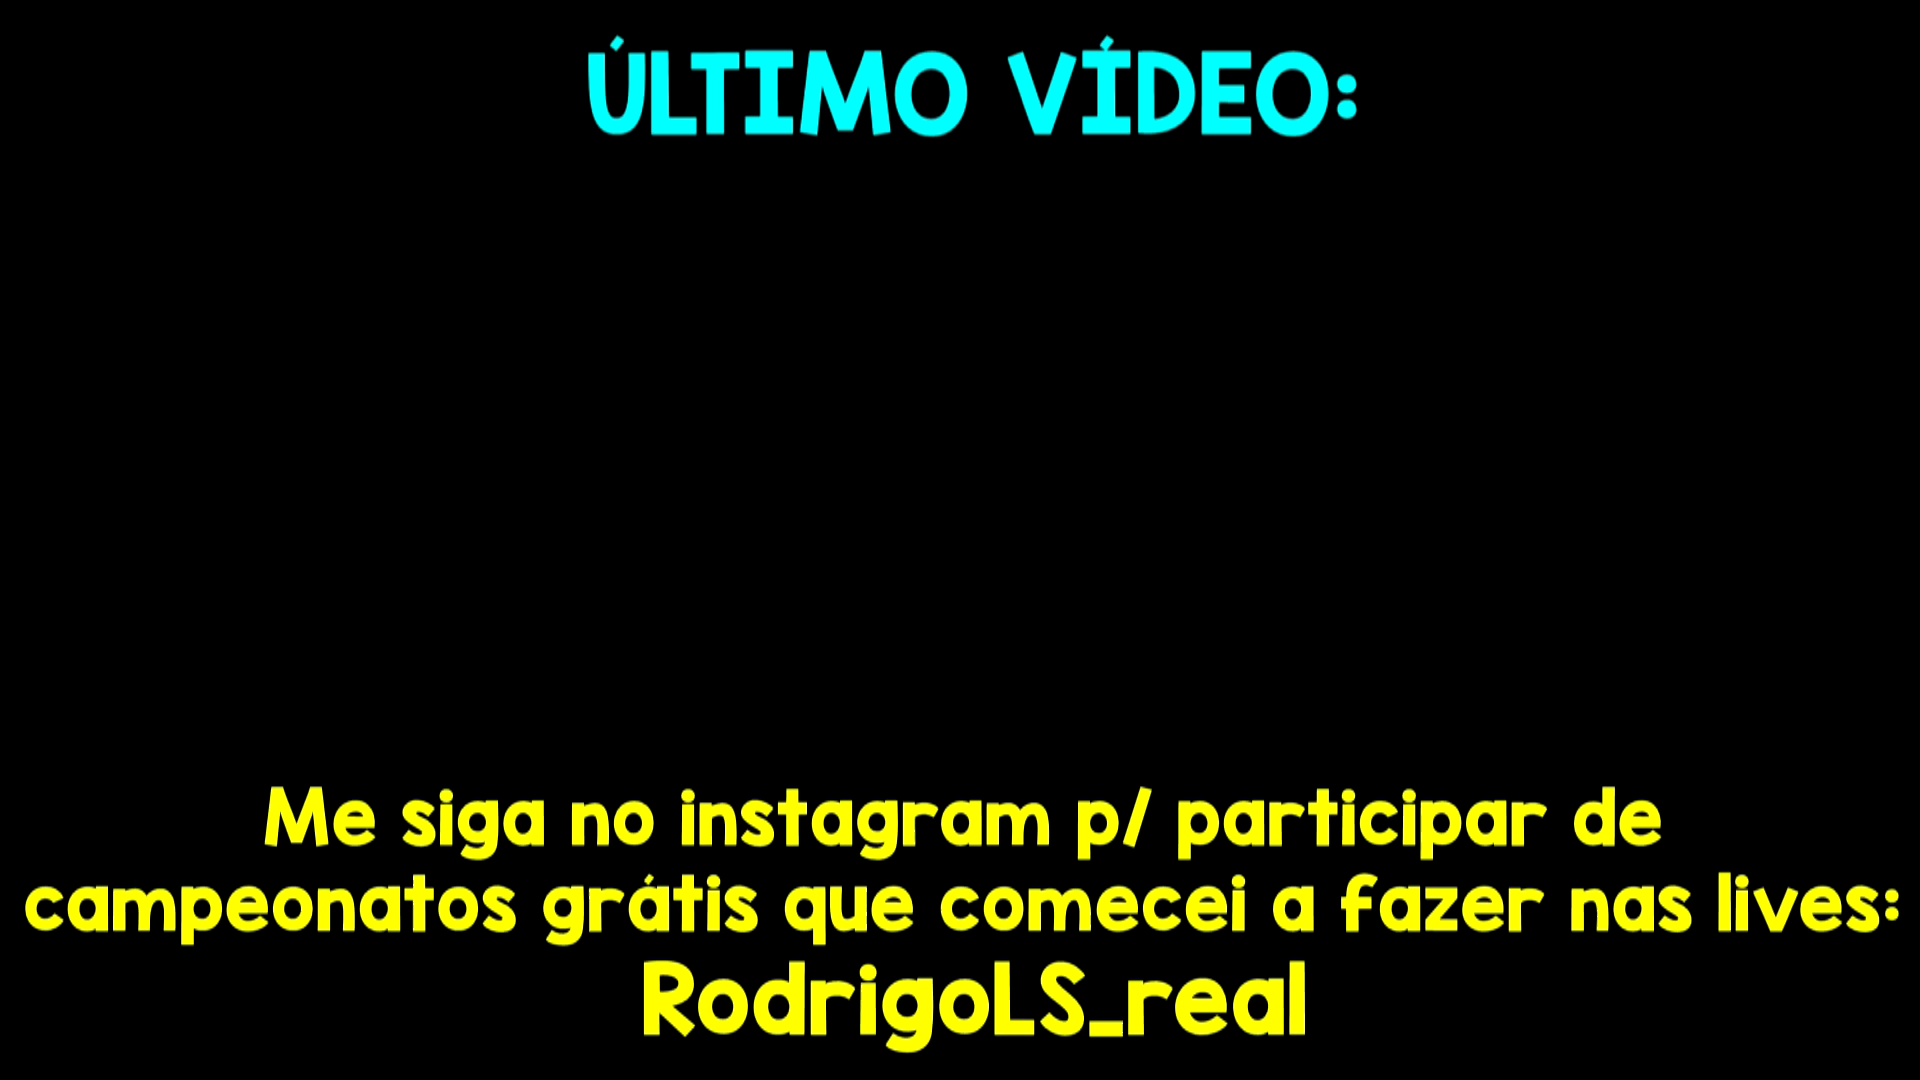 ÚLTIMO VÍDEO:
Me siga no instagram p/ participar de
campeonatos grátis que comecei a fazer nas lives:
RodrigoLS_real